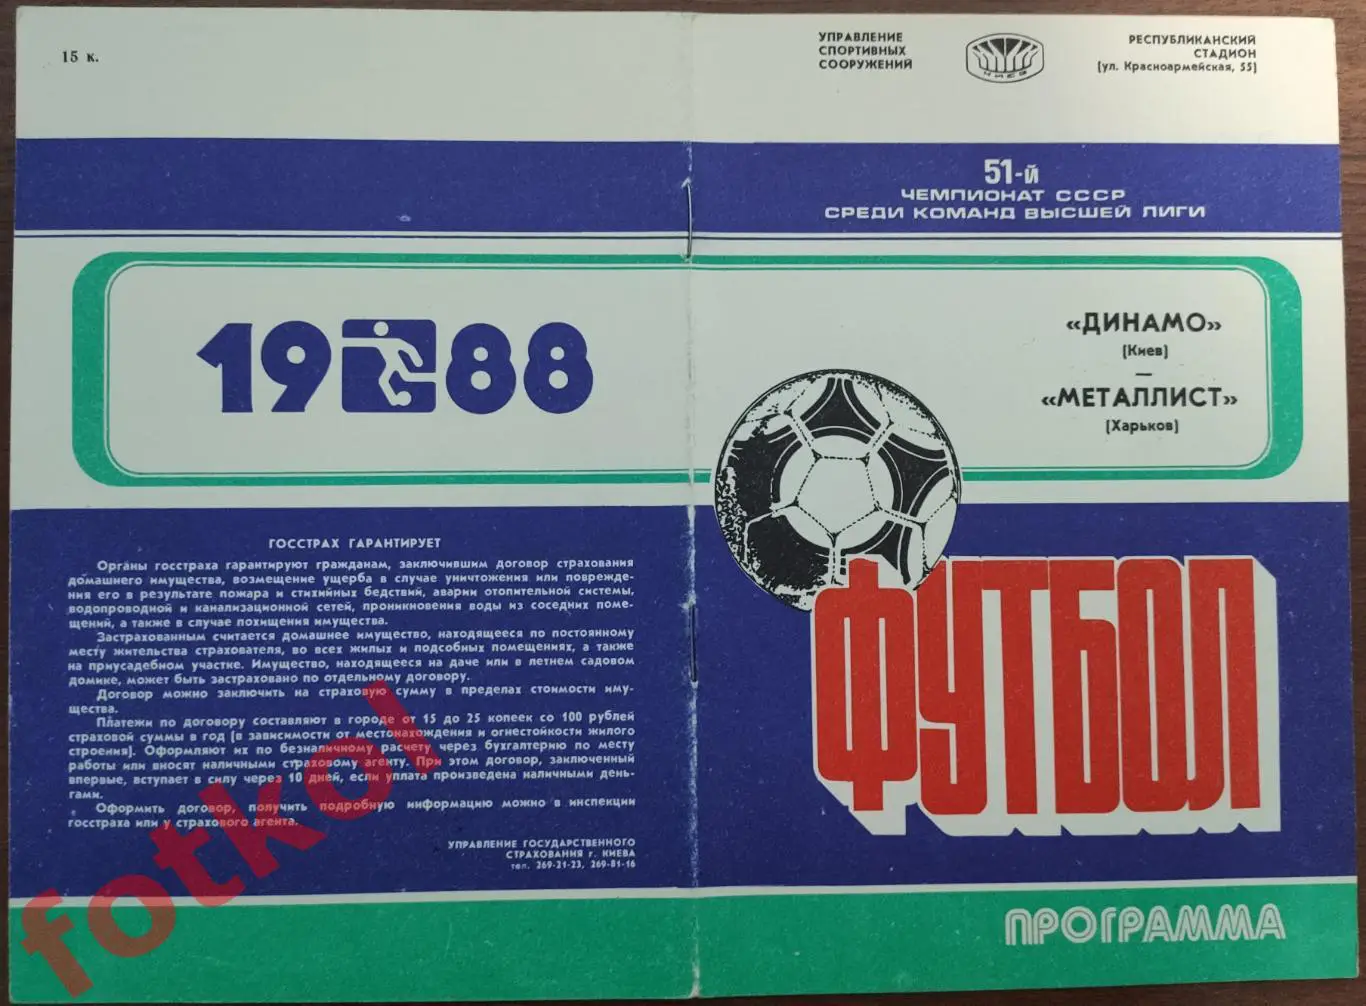 15 к.
УПРАВЛЕНИЕ
СПОРТИВНЫХ
СООРУЖЕНИЙ
КИЕВ
РЕСПУБЛИКАНСКИЙ
СТАДИОН
(ул. Красноармейская, 55)
51-й
ЧЕМПИОНАТ СССР
СРЕДИ КОМАНД ВЫСШЕЙ ЛИГИ
1988
«ДИНАМО»
(Киев)
—
«МЕТАЛЛИСТ»
(Харьков)
ФУТБОЛ
ПРОГРАММА
ГОССТРАХ ГАРАНТИРУЕТ
Органы госстраха гарантируют гражданам, заключившим договор страхования
домашнего имущества, возмещение ущерба в случае уничтожения или поврежде-
ния его в результате пожара и стихийных бедствий, аварии отопительной системы,
водопроводной и канализационной сетей, проникновения воды из соседних поме-
щений, а также в случае похищения имущества.
Застрахованным считается домашнее имущество, находящееся по постоянному
месту жительства страхователя, во всех жилых и подсобных помещениях, а также
на приусадебном участке. Имущество, находящееся на даче или в летнем садовом
домике, может быть застраховано по отдельному договору.
Договор можно заключить на страховую сумму в пределах стоимости иму-
щества.
Платежи по договору составляют в городе от 15 до 25 копеек со 100 рублей
страховой суммы в год (в зависимости от местонахождения и огнестойкости жилого
строения). Оформляют их по безналичному расчету через бухгалтерию по месту
работы или вносят наличными страховому агенту. При этом договор, заключенный
впервые, вступает в силу через 10 дней, если уплата произведена наличными день-
гами.
Оформить договор, получить подробную информацию можно в инспекции
госстраха или у страхового агента.
УПРАВЛЕНИЕ ГОСУДАРСТВЕННОГО
СТРАХОВАНИЯ г. КИЕВА
тел. 269-21-23, 269-81-16
fotkol